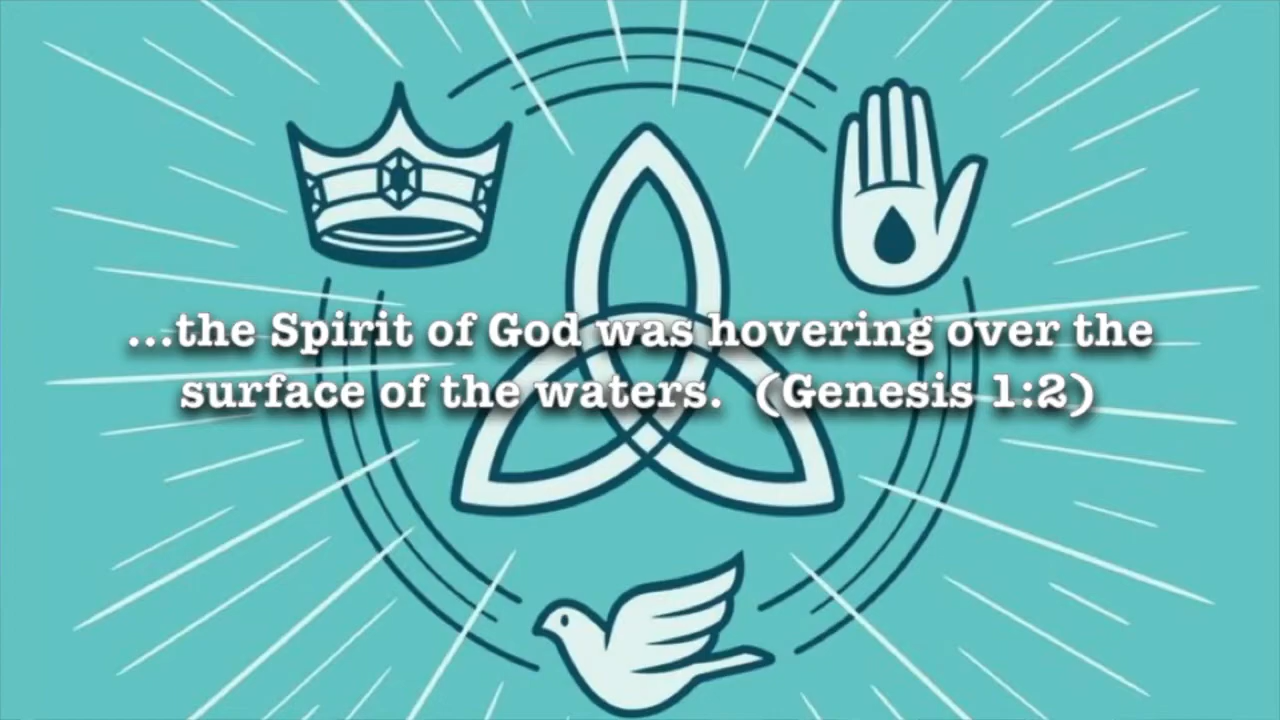 ...the Spirit of God was hovering over the
surface of the waters.  (Genesis 1:2)